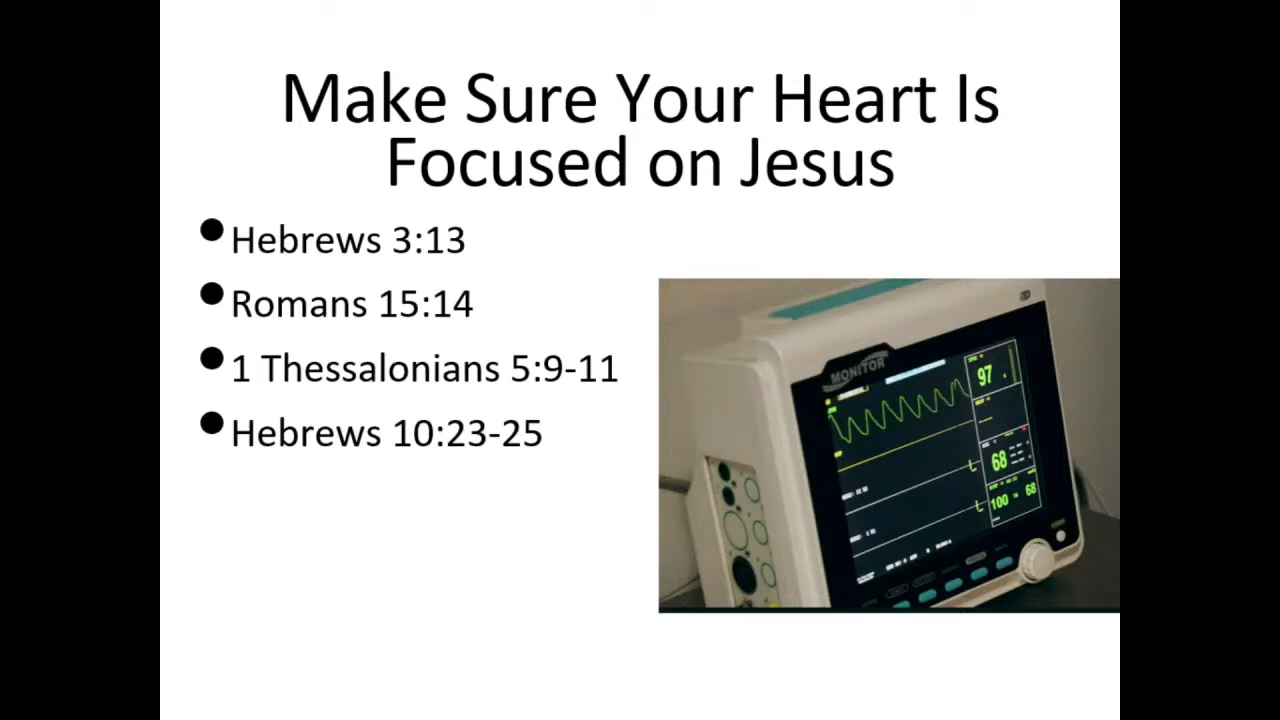 Make Sure Your Heart Is
Focused on Jesus
Hebrews 3:13
Romans 15:14
1 Thessalonians 5:9-11
Hebrews 10:23-25
MONITOR
97
68
100
68